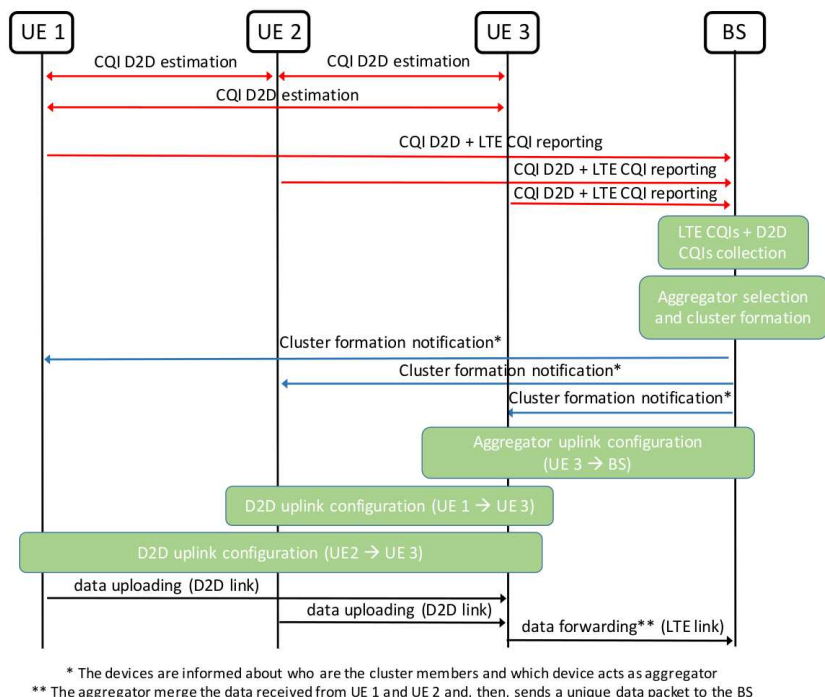 UE 1 UE 2 UE 3 BS
CQI D2D estimation CQI D2D estimation
CQI D2D estimation
CQI D2D + LTE CQI reporting
CQI D2D + LTE CQI reporting
CQI D2D + LTE CQI reporting
LTE CQIs + D2D
CQIs collection
Aggregator selection
and cluster formation
Cluster formation notification*
Cluster formation notification*
Cluster formation notification*
Aggregator uplink configuration
(UE 3 → BS)
D2D uplink configuration (UE 1 → UE 3)
D2D uplink configuration (UE2 → UE 3)
data uploading (D2D link)
data uploading (D2D link)
data forwarding** (LTE link)
* The devices are informed about who are the cluster members and which device acts as aggregator
** The aggregator merge the data received from UE 1 and UE 2 and, then, sends a unique data packet to the BS